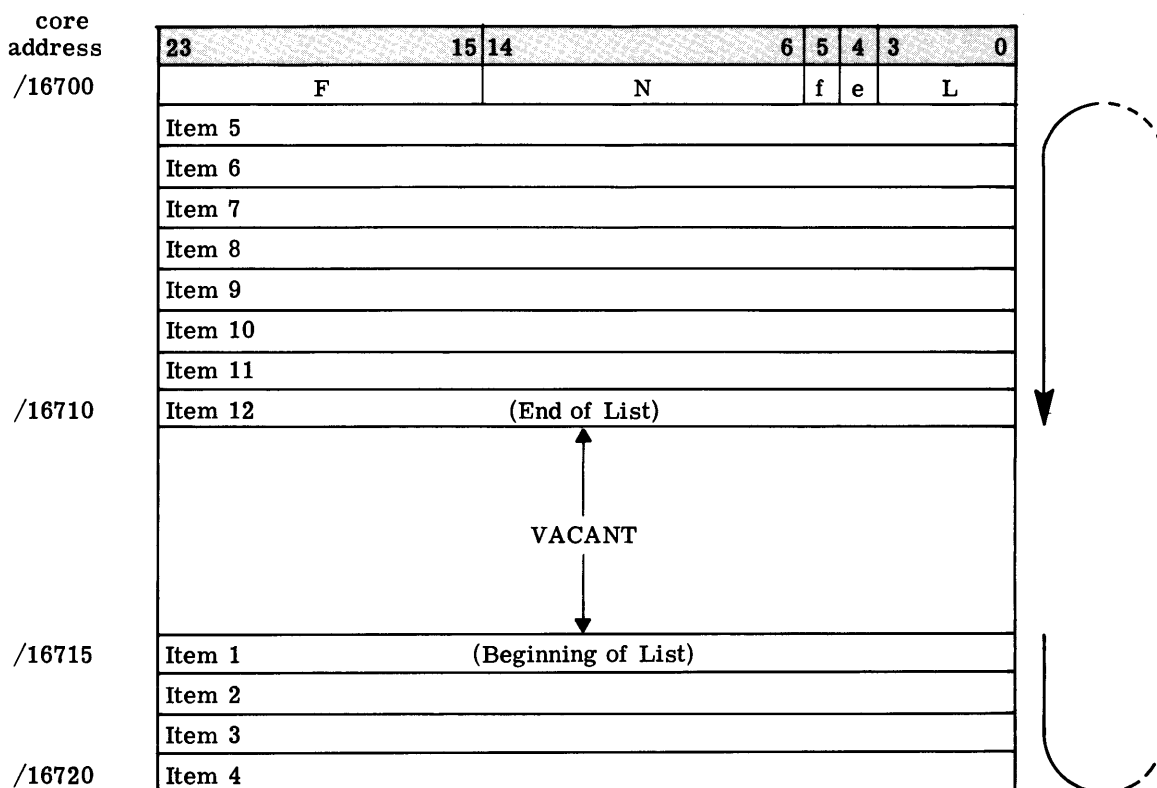 core
address
23 15 14 6 5 4 3 0
/16700 F N f e L
Item 5
Item 6
Item 7
Item 8
Item 9
Item 10
Item 11
/16710 Item 12 (End of List)
VACANT
/16715 Item 1 (Beginning of List)
Item 2
Item 3
/16720 Item 4